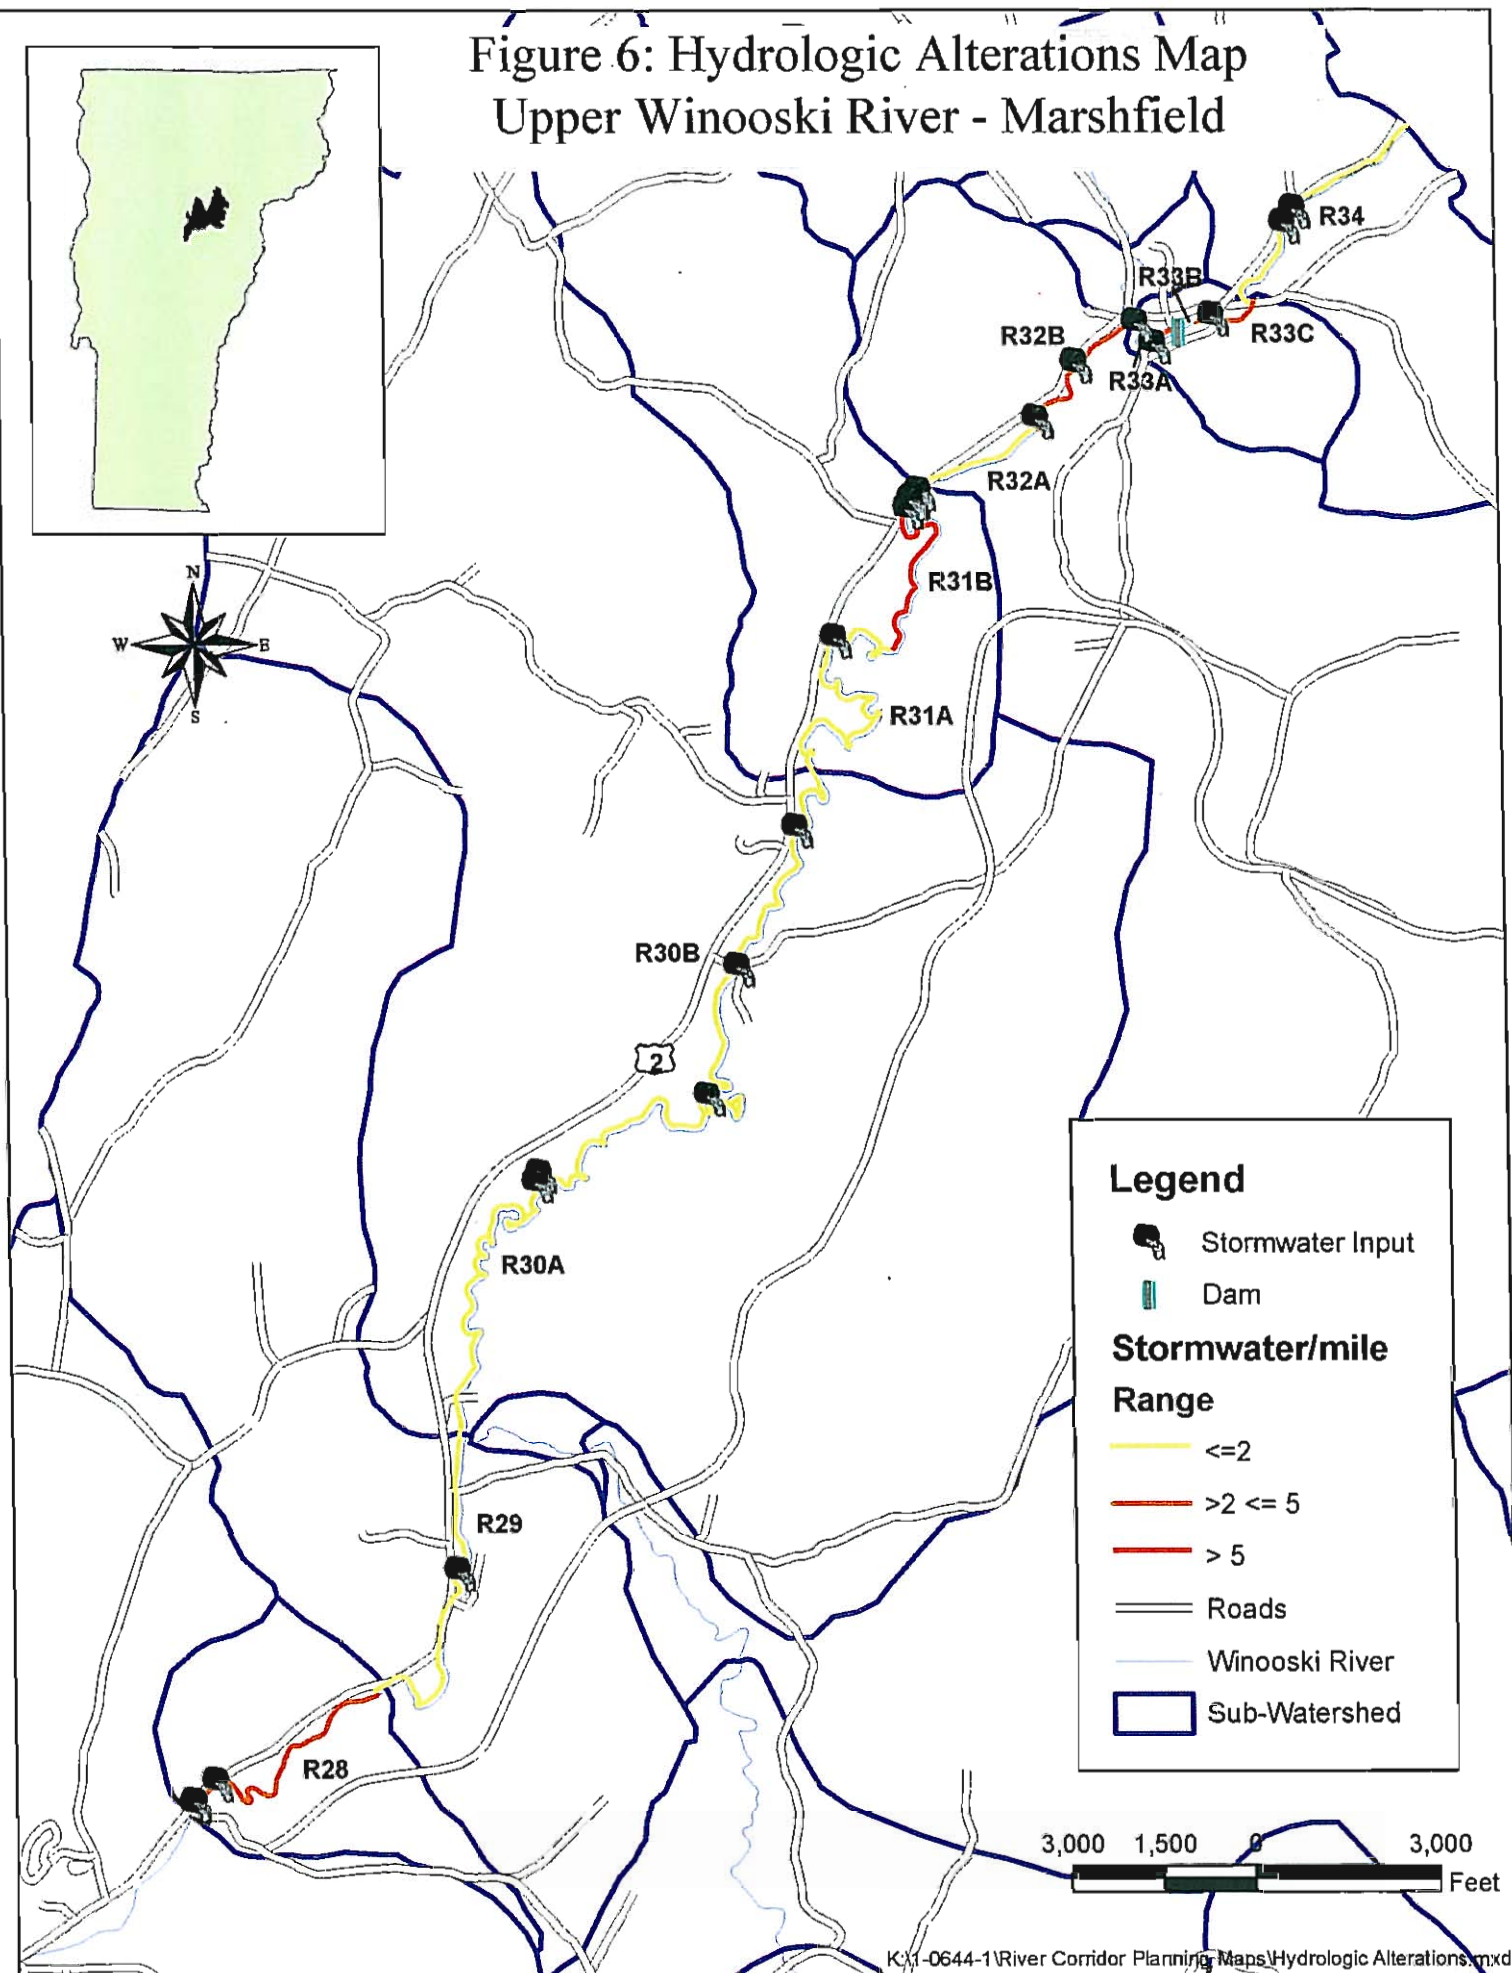 Figure 6: Hydrologic Alterations Map
Upper Winooski River - Marshfield
R34
R33B
R32B
R33C
R33A
R32A
R31B
N
W
E
S
R31A
R30B
2
R30A
R29
R28
Legend
Stormwater Input
Dam
Stormwater/mile
Range
<=2
>2 <= 5
> 5
Roads
Winooski River
Sub-Watershed
3,000 1,500 0 3,000
Feet
K:\1-0644-1\River Corridor Planning Maps\Hydrologic Alterations.mxd